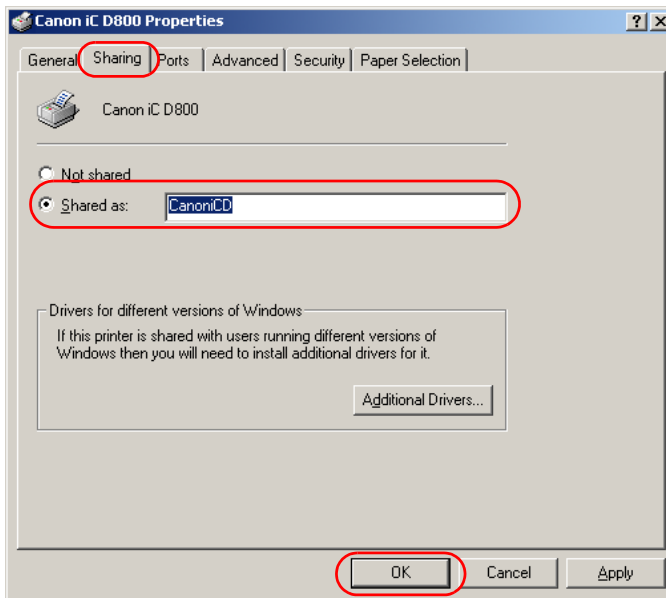 Canon iC D800 Properties
? X
General Sharing Ports Advanced Security Paper Selection
Canon iC D800
Not shared
Shared as: CanoniCD
Drivers for different versions of Windows
If this printer is shared with users running different versions of
Windows then you will need to install additional drivers for it.
Additional Drivers...
OK Cancel Apply